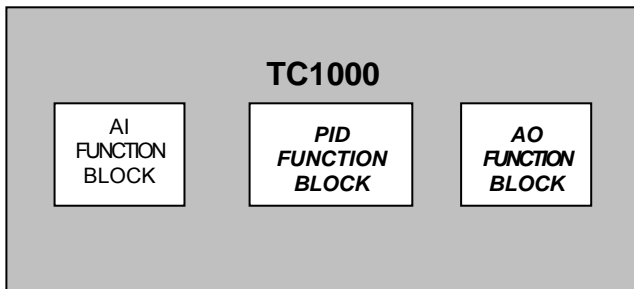 TC1000
AI
FUNCTION
BLOCK
PID
FUNCTION
BLOCK
AO
FUNCTION
BLOCK